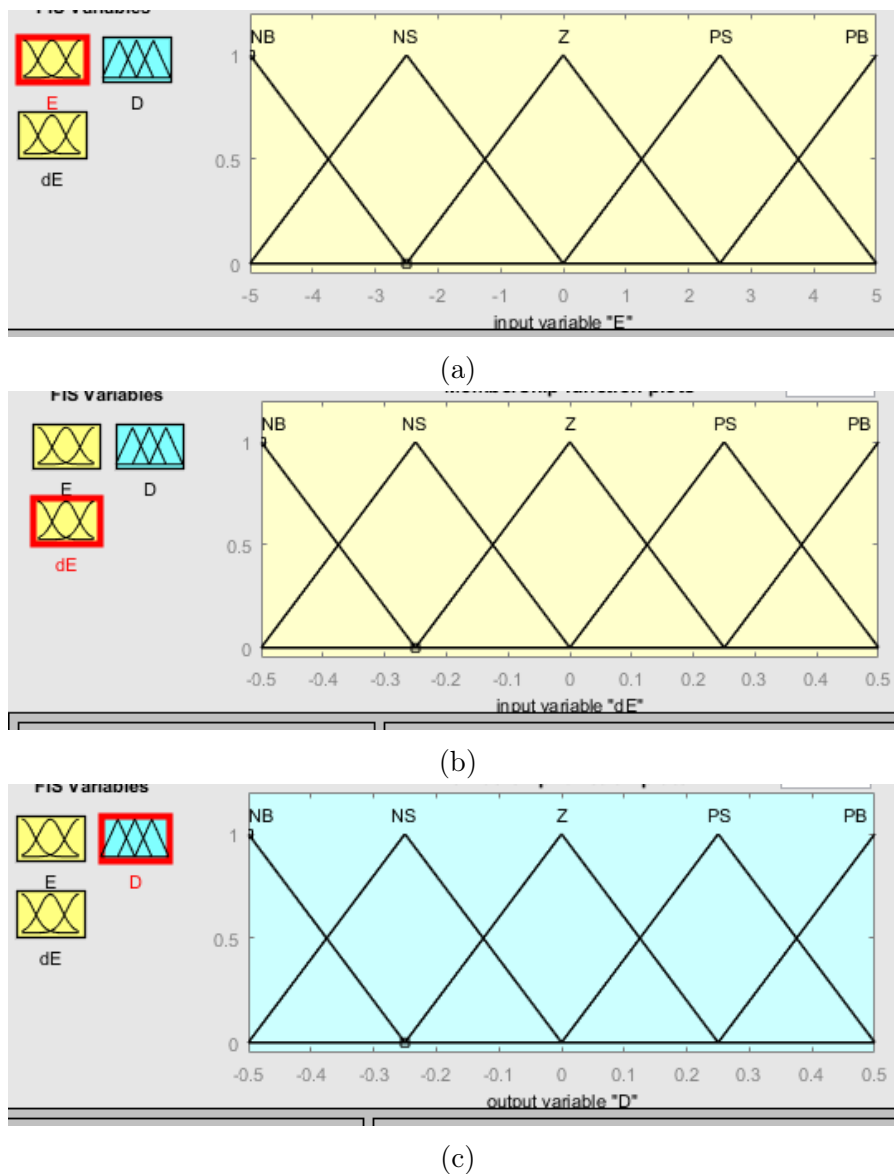 FIS Variables
NB NS Z PS PB
1
E D
0.5
dE
0
-5 -4 -3 -2 -1 0 1 2 3 4 5
input variable "E"
(a)
FIS Variables
Membership function plots
NB NS Z PS PB
1
E D
0.5
dE
0
-0.5 -0.4 -0.3 -0.2 -0.1 0 0.1 0.2 0.3 0.4 0.5
input variable "dE"
(b)
FIS Variables
NB NS Z PS PB
1
E D
0.5
dE
0
-0.5 -0.4 -0.3 -0.2 -0.1 0 0.1 0.2 0.3 0.4 0.5
output variable "D"
(c)